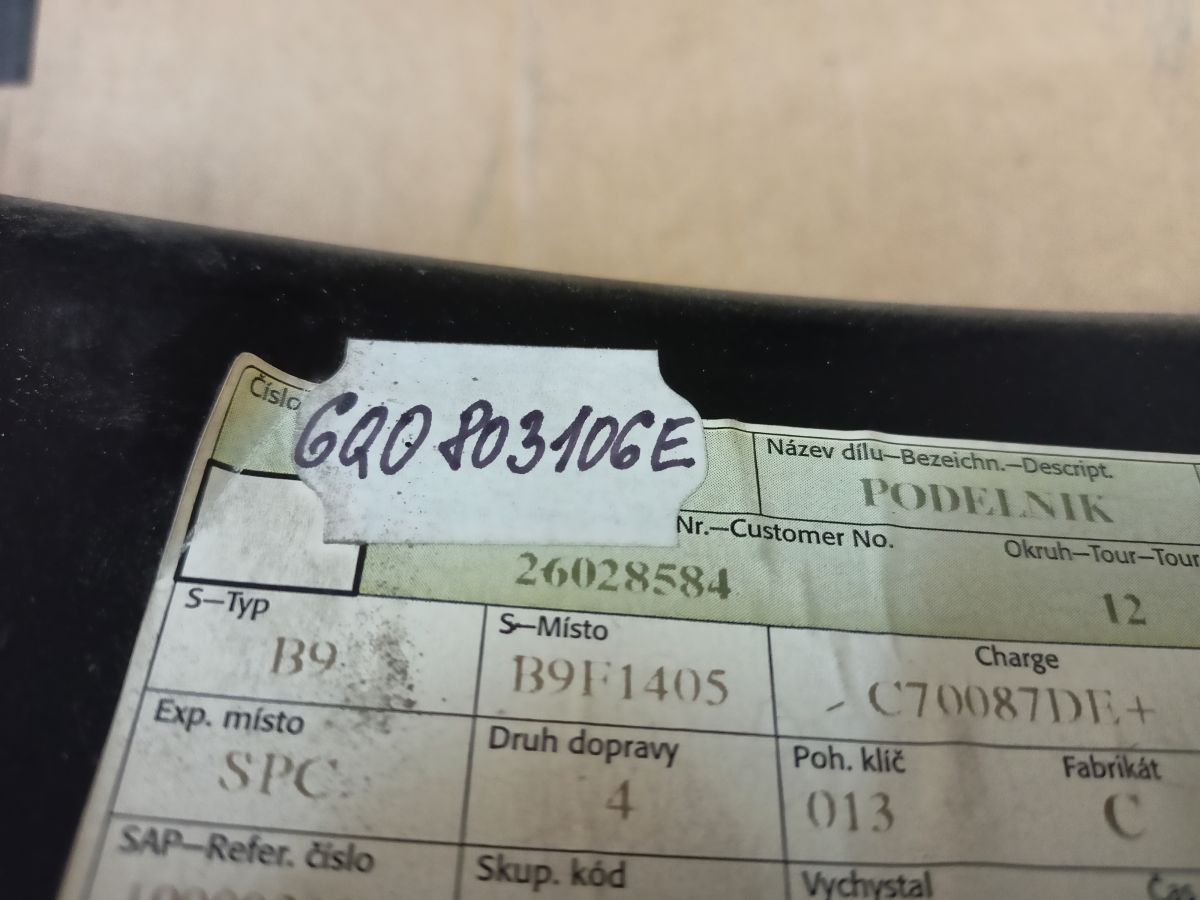 Číslo
6Q0 803106E
Název dílu–Bezeichn.–Descript.
PODELNIK
Nr.–Customer No.
26028584
Okruh–Tour–Tour
12
S–Typ
B9
S–Místo
B9F1405
Charge
C70087DE+
Exp. místo
SPC
Druh dopravy
4
Poh. klíč
013
Fabrikát
C
SAP–Refer. číslo
Skup. kód
Vychystal
Čas